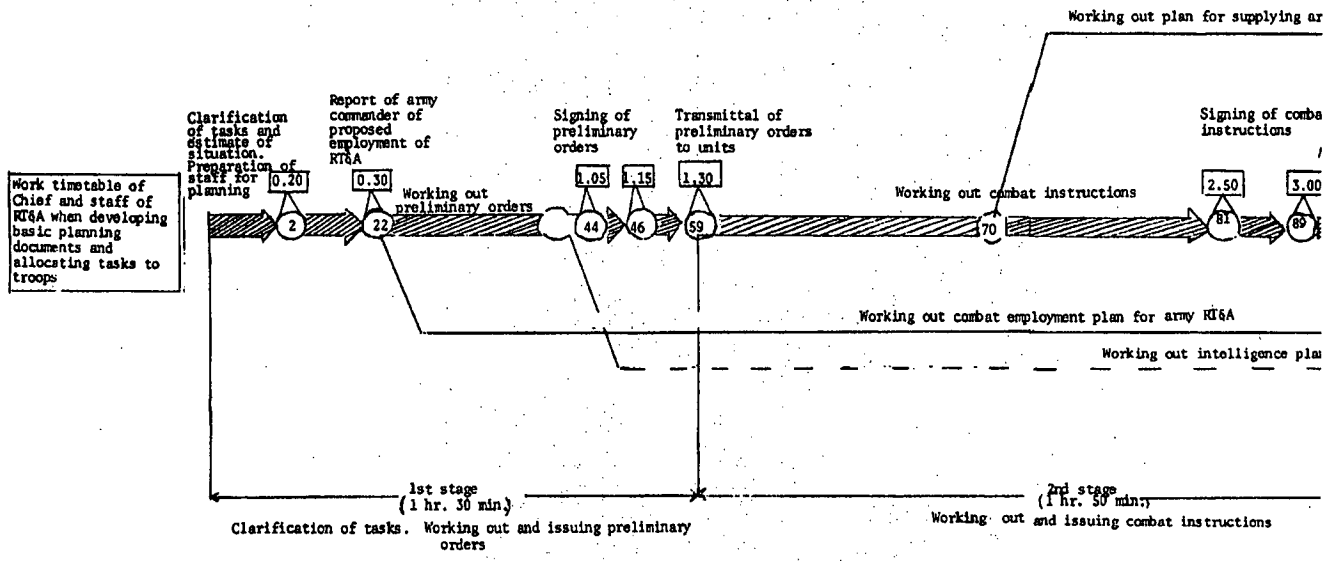 Working out plan for supplying ar
Clarification
of tasks and
estimate of
situation.
Preparation of
staff for
planning
Report of army
commander of
proposed
employment of
RT&A
Signing of
preliminary
orders
Transmittal of
preliminary orders
to units
Signing of comba
instructions
Work timetable of
Chief and staff of
RT&A when developing
basic planning
documents and
allocating tasks to
troops
0.20
0.30
1.05
1.15
1.30
2.50
3.00
Working out
preliminary orders
Working out combat instructions
2
22
44
46
59
70
81
89
Working out combat employment plan for army RT&A
Working out intelligence pla
1st stage
(1 hr. 30 min.)
Clarification of tasks. Working out and issuing preliminary
orders
2nd stage
(1 hr. 50 min.)
Working out and issuing combat instructions